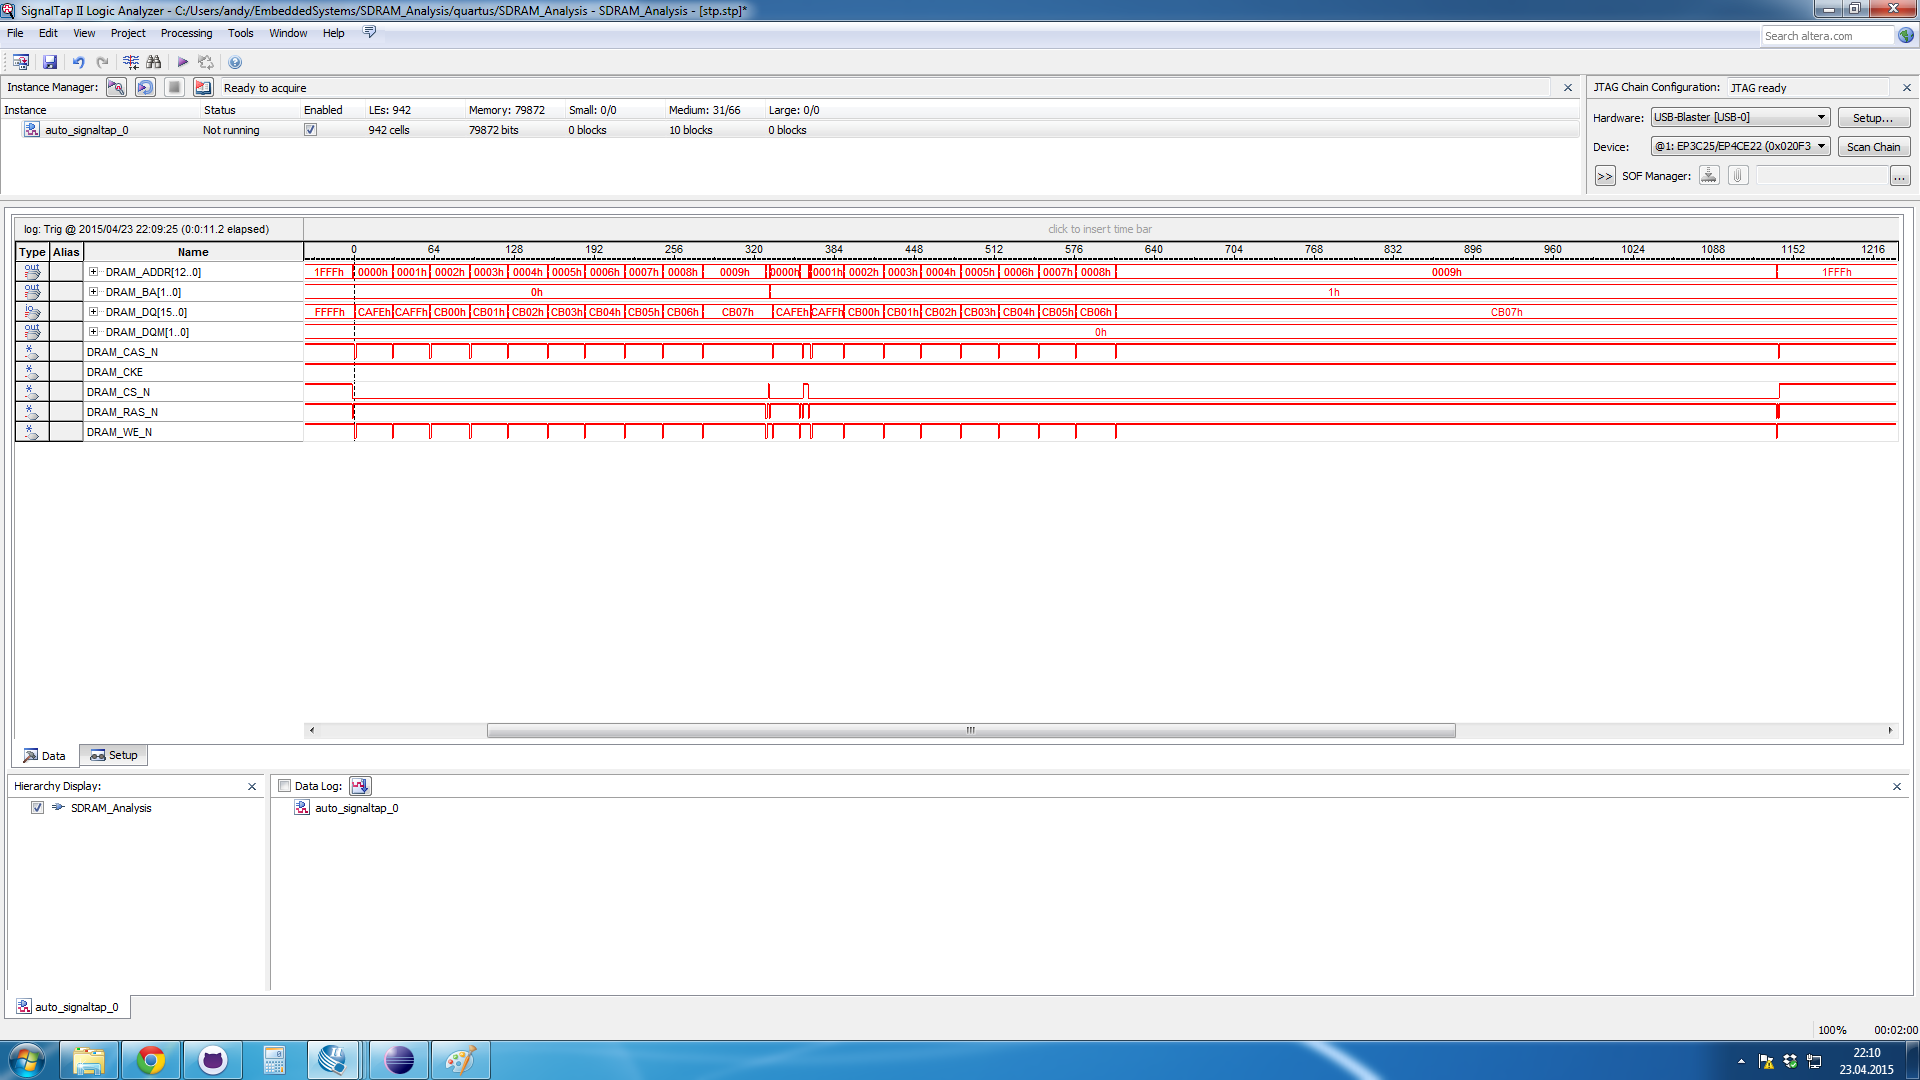 SignalTap II Logic Analyzer - C:/Users/andy/EmbeddedSystems/SDRAM_Analysis/quartus/SDRAM_Analysis - SDRAM_Analysis - [stp.stp]*
File Edit View Project Processing Tools Window Help
Search altera.com
Instance Manager: Ready to acquire
JTAG Chain Configuration: JTAG ready
Instance Status Enabled LEs: 942 Memory: 79872 Small: 0/0 Medium: 31/66 Large: 0/0
auto_signaltap_0 Not running 942 cells 79872 bits 0 blocks 10 blocks 0 blocks
Hardware: USB-Blaster [USB-0] Setup...
Device: @1: EP3C25/EP4CE22 (0x020F3 Scan Chain
>> SOF Manager: ...
log: Trig @ 2015/04/23 22:09:25 (0:0:11.2 elapsed) click to insert time bar
Type Alias Name 0 64 128 192 256 320 384 448 512 576 640 704 768 832 896 960 1024 1088 1152 1216
out DRAM_ADDR[12..0] 1FFFh 0000h 0001h 0002h 0003h 0004h 0005h 0006h 0007h 0008h 0009h 0000h 0001h 0002h 0003h 0004h 0005h 0006h 0007h 0008h 0009h 1FFFh
out DRAM_BA[1..0] 0h 1h
io DRAM_DQ[15..0] FFFFh CAFEh CAFFh CB00h CB01h CB02h CB03h CB04h CB05h CB06h CB07h CAFEh CAFFh CB00h CB01h CB02h CB03h CB04h CB05h CB06h CB07h
out DRAM_DQM[1..0] 0h
* DRAM_CAS_N
* DRAM_CKE
* DRAM_CS_N
* DRAM_RAS_N
* DRAM_WE_N
Data Setup
Hierarchy Display: Data Log:
SDRAM_Analysis auto_signaltap_0
auto_signaltap_0
100% 00:02:00
22:10
23.04.2015